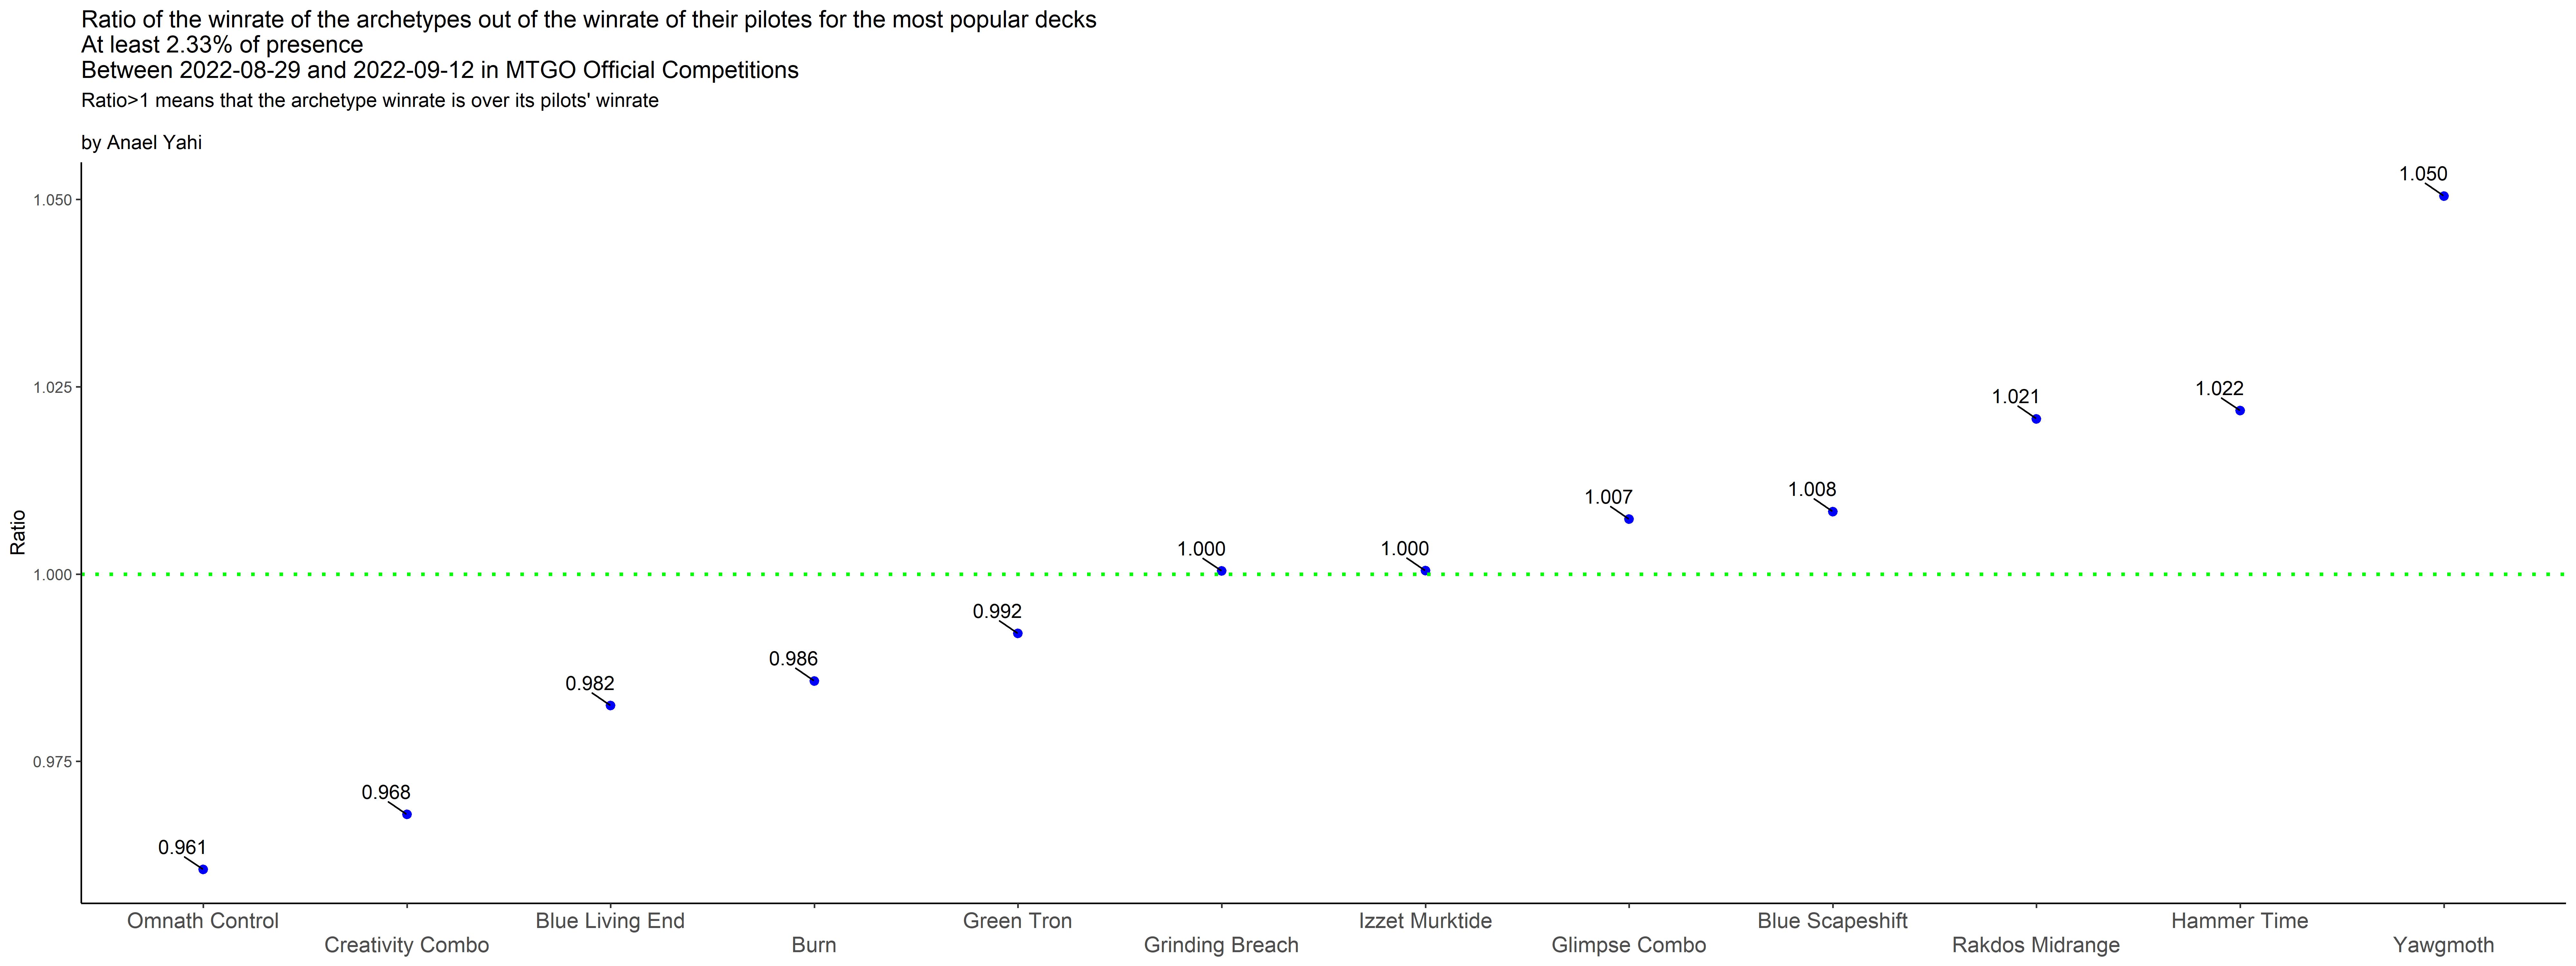 Ratio of the winrate of the archetypes out of the winrate of their pilotes for the most popular decks
At least 2.33% of presence
Between 2022-08-29 and 2022-09-12 in MTGO Official Competitions
Ratio>1 means that the archetype winrate is over its pilots' winrate
by Anael Yahi
Ratio
1.050
1.025
1.000
0.975
0.961
0.968
0.982
0.986
0.992
1.000
1.000
1.007
1.008
1.021
1.022
1.050
Omnath Control
Creativity Combo
Blue Living End
Burn
Green Tron
Grinding Breach
Izzet Murktide
Glimpse Combo
Blue Scapeshift
Rakdos Midrange
Hammer Time
Yawgmoth